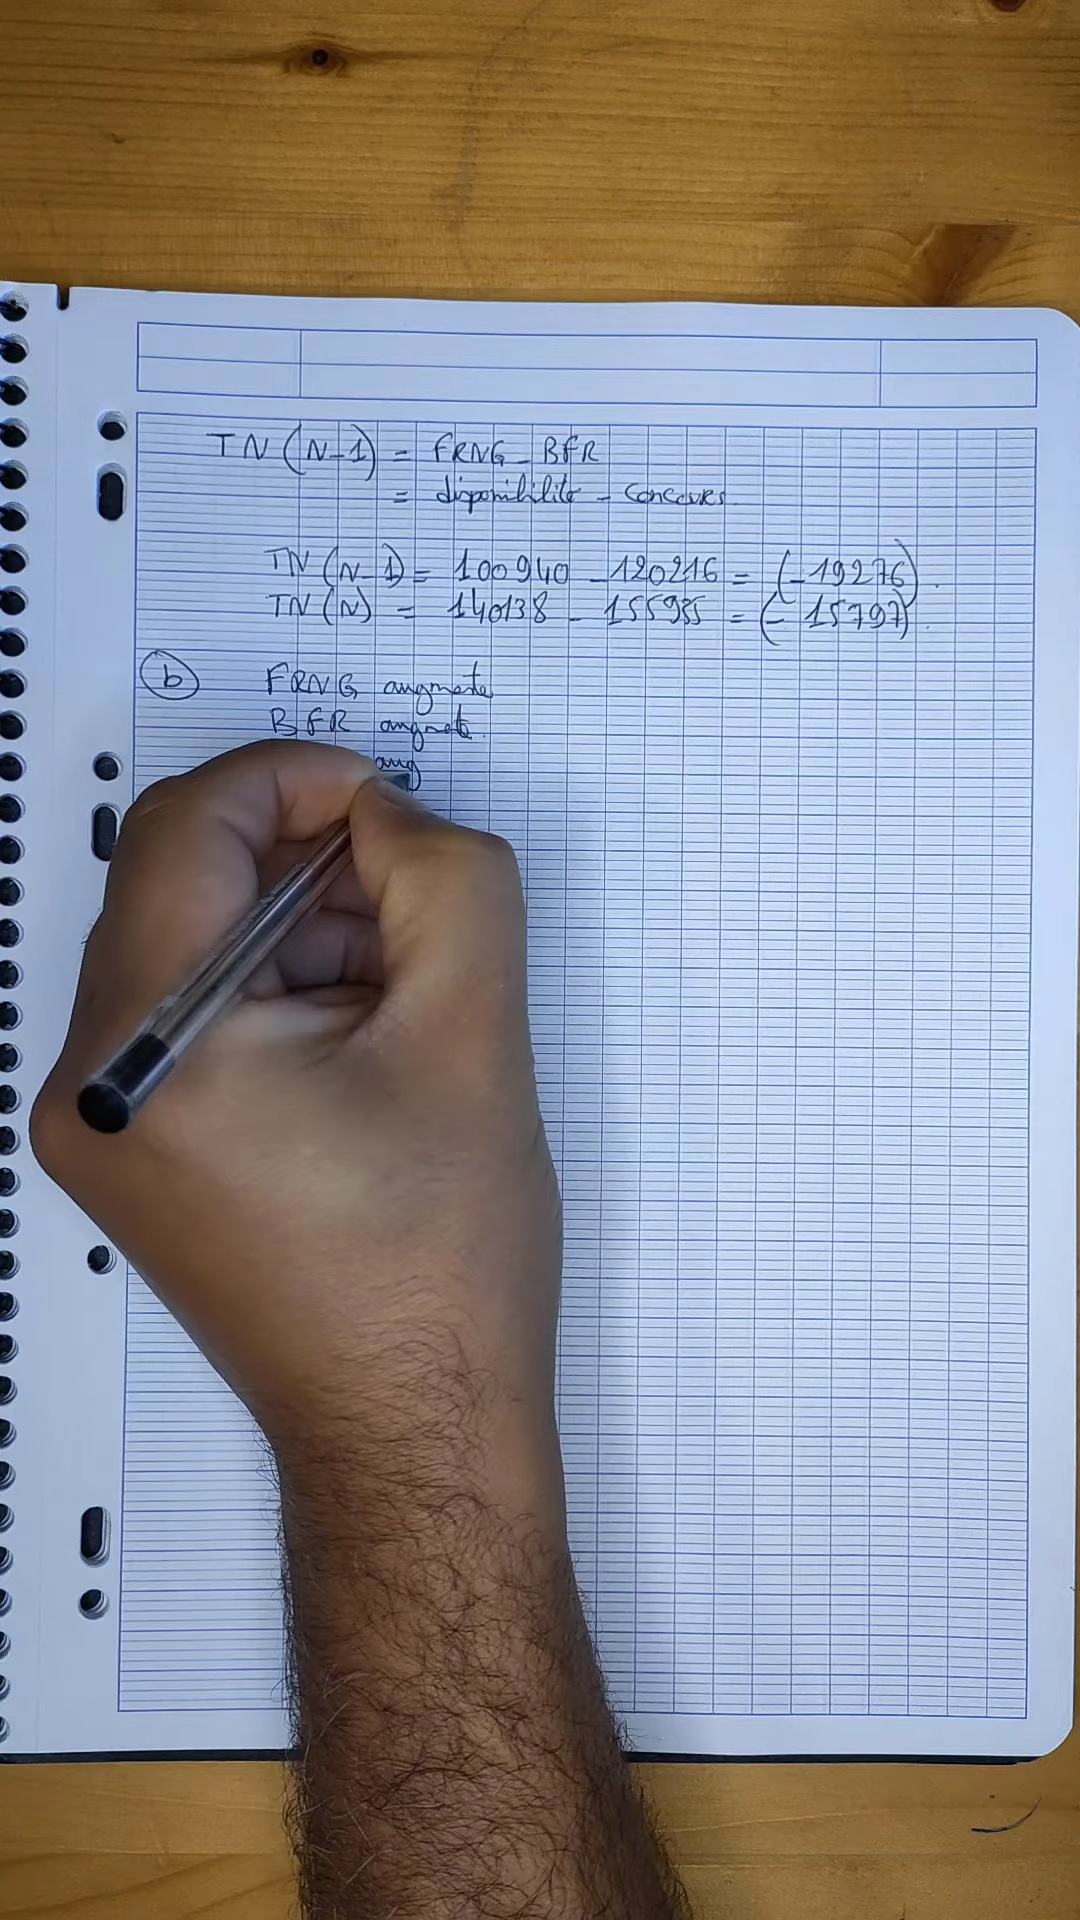 TN (N-1) = FRNG - BFR
= disponibilité - concours
TN (N-1) = 100940 - 120216 = (-19276).
TN (N) = 140138 - 155935 = (- 15797).
b FRNG augmente
BFR augmente.
aug